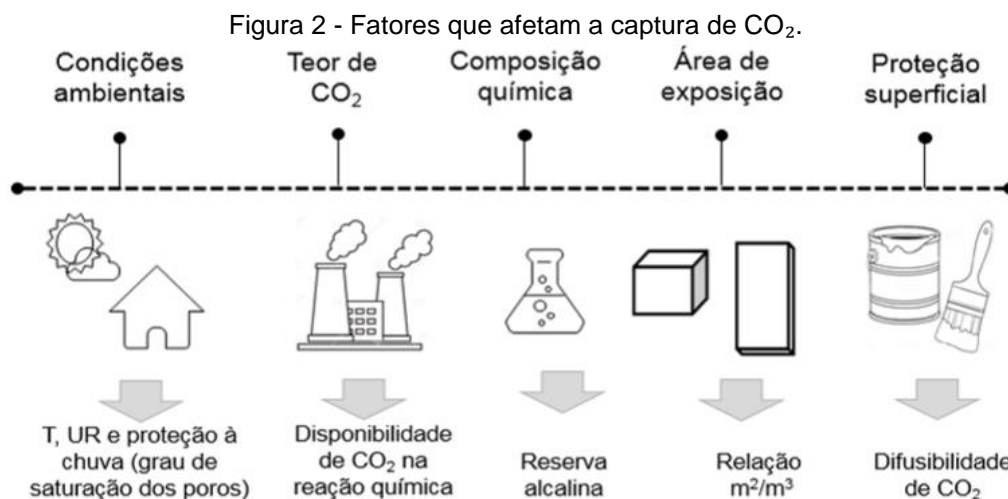 Figura 2 - Fatores que afetam a captura de CO₂.
Condições
ambientais
Teor de
CO₂
Composição
química
Área de
exposição
Proteção
superficial
T, UR e proteção à
chuva (grau de
saturação dos poros)
Disponibilidade
de CO₂ na
reação química
Reserva
alcalina
Relação
m²/m³
Difusibilidade
de CO₂